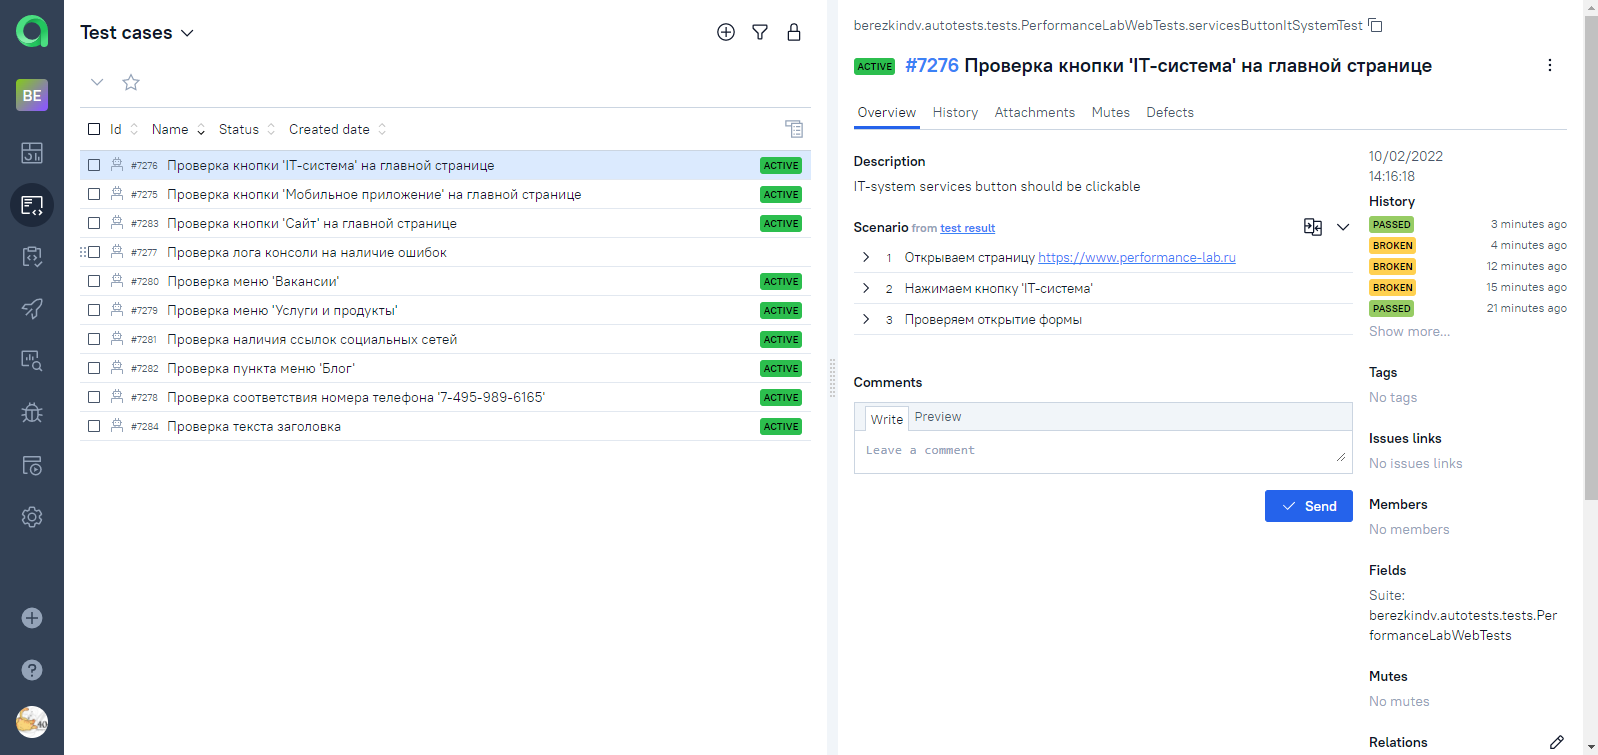 BE
Test cases
Id Name Status Created date
#7276 Проверка кнопки 'IT-система' на главной странице ACTIVE
#7275 Проверка кнопки 'Мобильное приложение' на главной странице ACTIVE
#7283 Проверка кнопки 'Сайт' на главной странице ACTIVE
#7277 Проверка лога консоли на наличие ошибок
#7280 Проверка меню 'Вакансии' ACTIVE
#7279 Проверка меню 'Услуги и продукты' ACTIVE
#7281 Проверка наличия ссылок социальных сетей ACTIVE
#7282 Проверка пункта меню 'Блог' ACTIVE
#7278 Проверка соответствия номера телефона '7-495-989-6165' ACTIVE
#7284 Проверка текста заголовка ACTIVE
berezkindv.autotests.tests.PerformanceLabWebTests.servicesButtonItSystemTest
ACTIVE #7276 Проверка кнопки 'IT-система' на главной странице
Overview History Attachments Mutes Defects
Description
IT-system services button should be clickable
Scenario from test result
1 Открываем страницу https://www.performance-lab.ru
2 Нажимаем кнопку 'IT-система'
3 Проверяем открытие формы
Comments
Write Preview
Leave a comment
Send
10/02/2022
14:16:18
History
PASSED 3 minutes ago
BROKEN 4 minutes ago
BROKEN 12 minutes ago
BROKEN 15 minutes ago
PASSED 21 minutes ago
Show more...
Tags
No tags
Issues links
No issues links
Members
No members
Fields
Suite:
berezkindv.autotests.tests.Per
formanceLabWebTests
Mutes
No mutes
Relations